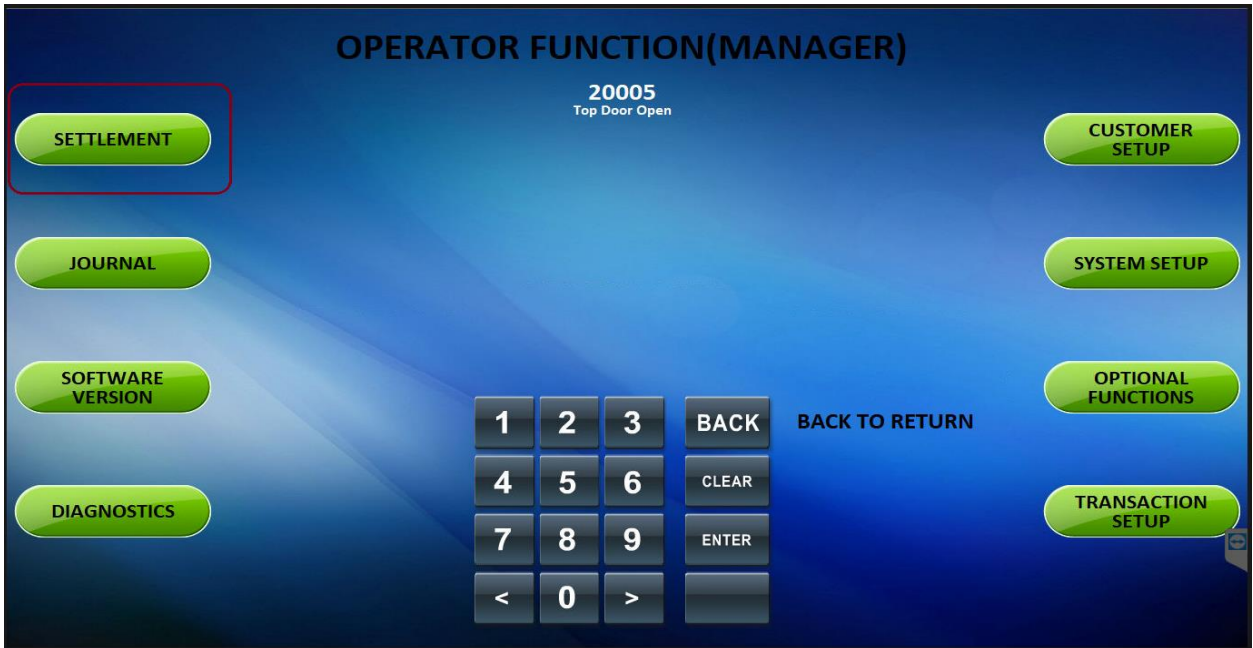 OPERATOR FUNCTION(MANAGER)
20005
Top Door Open
SETTLEMENT
CUSTOMER
SETUP
JOURNAL
SYSTEM SETUP
SOFTWARE
VERSION
OPTIONAL
FUNCTIONS
1 2 3 BACK BACK TO RETURN
4 5 6 CLEAR
DIAGNOSTICS
TRANSACTION
SETUP
7 8 9 ENTER
< 0 >